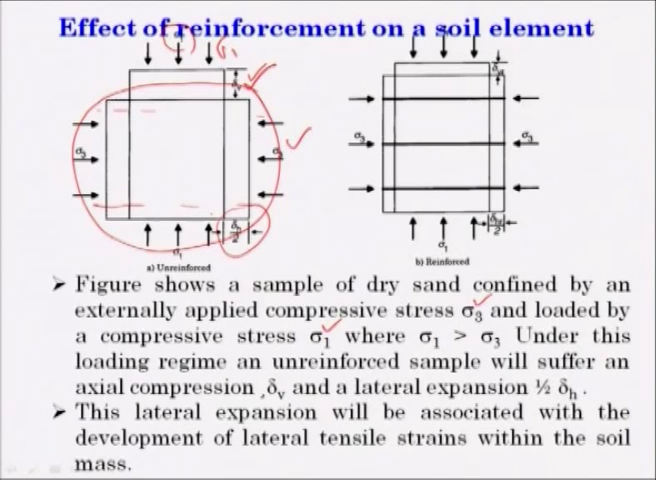 Effect of reinforcement on a soil element
σ1
δv
δvr
σ3
σ3
σ3
σ3
δh
2
δhr
2
σ1
σ1
a) Unreinforced
b) Reinforced
➢ Figure shows a sample of dry sand confined by an
externally applied compressive stress σ3 and loaded by
a compressive stress σ1 where σ1 > σ3 Under this
loading regime an unreinforced sample will suffer an
axial compression ,δv and a lateral expansion ½ δh .
➢ This lateral expansion will be associated with the
development of lateral tensile strains within the soil
mass.